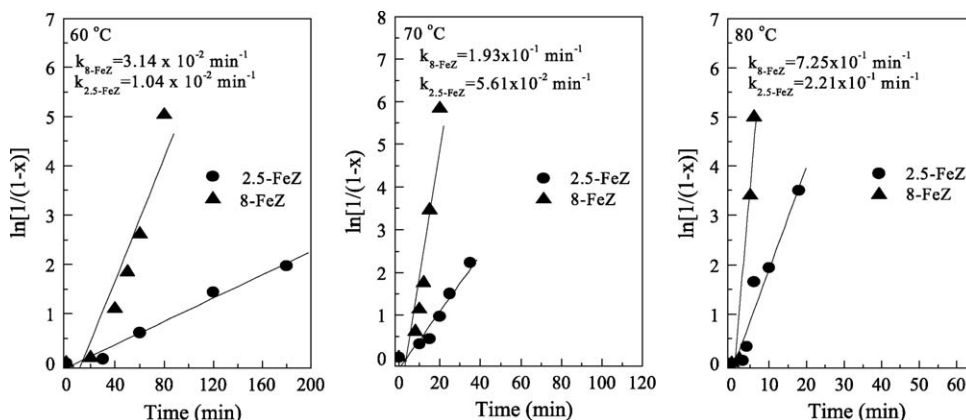 60 °C
k8-FeZ=3.14 x 10-2 min-1
k2.5-FeZ=1.04 x 10-2 min-1
2.5-FeZ
8-FeZ
ln[1/(1-x)]
7
6
5
4
3
2
1
0
0 40 80 120 160 200
Time (min)
70 °C
k8-FeZ=1.93x10-1 min-1
k2.5-FeZ=5.61x10-2 min-1
2.5-FeZ
8-FeZ
ln[1/(1-x)
8
7
6
5
4
3
2
1
0
0 20 40 60 80 100 120
Time (min)
80 °C
k8-FeZ=7.25x10-1 min-1
k2.5-FeZ=2.21x10-1 min-1
2.5-FeZ
8-FeZ
ln[1/(1-x)]
7
6
5
4
3
2
1
0
0 10 20 30 40 50 60
Time (min)